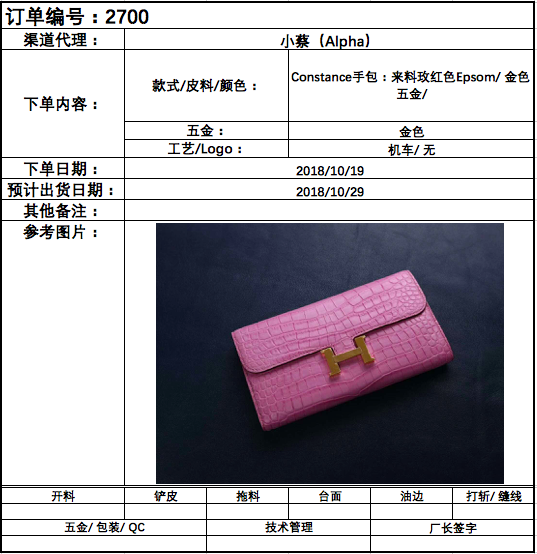 订单编号：2700
渠道代理：
小蔡（Alpha）
下单内容：
款式/皮料/颜色：
Constance手包：来料玫红色Epsom/ 金色
五金/
五金：
金色
工艺/Logo：
机车/ 无
下单日期：
2018/10/19
预计出货日期：
2018/10/29
其他备注：
参考图片：
开料
铲皮
拖料
台面
油边
打斩/ 缝线
五金/ 包装/ QC
技术管理
厂长签字